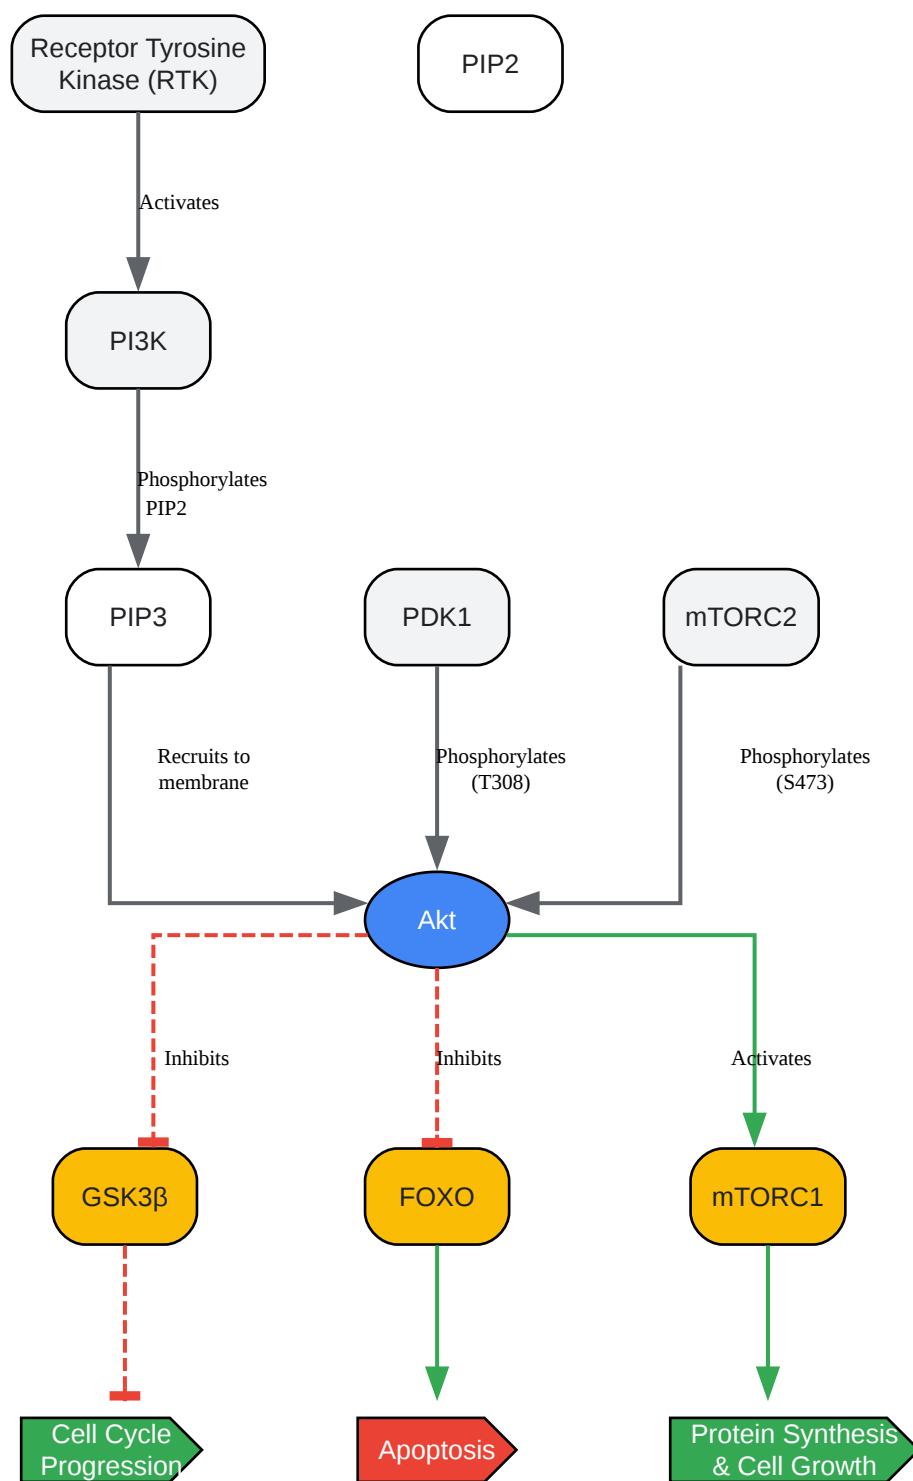 Receptor Tyrosine
Kinase (RTK)
PIP2
Activates
PI3K
Phosphorylates
PIP2
PIP3
PDK1
mTORC2
Recruits to
membrane
Phosphorylates
(T308)
Phosphorylates
(S473)
Akt
Inhibits
Inhibits
Activates
GSK3β
FOXO
mTORC1
Cell Cycle
Progression
Apoptosis
Protein Synthesis
& Cell Growth